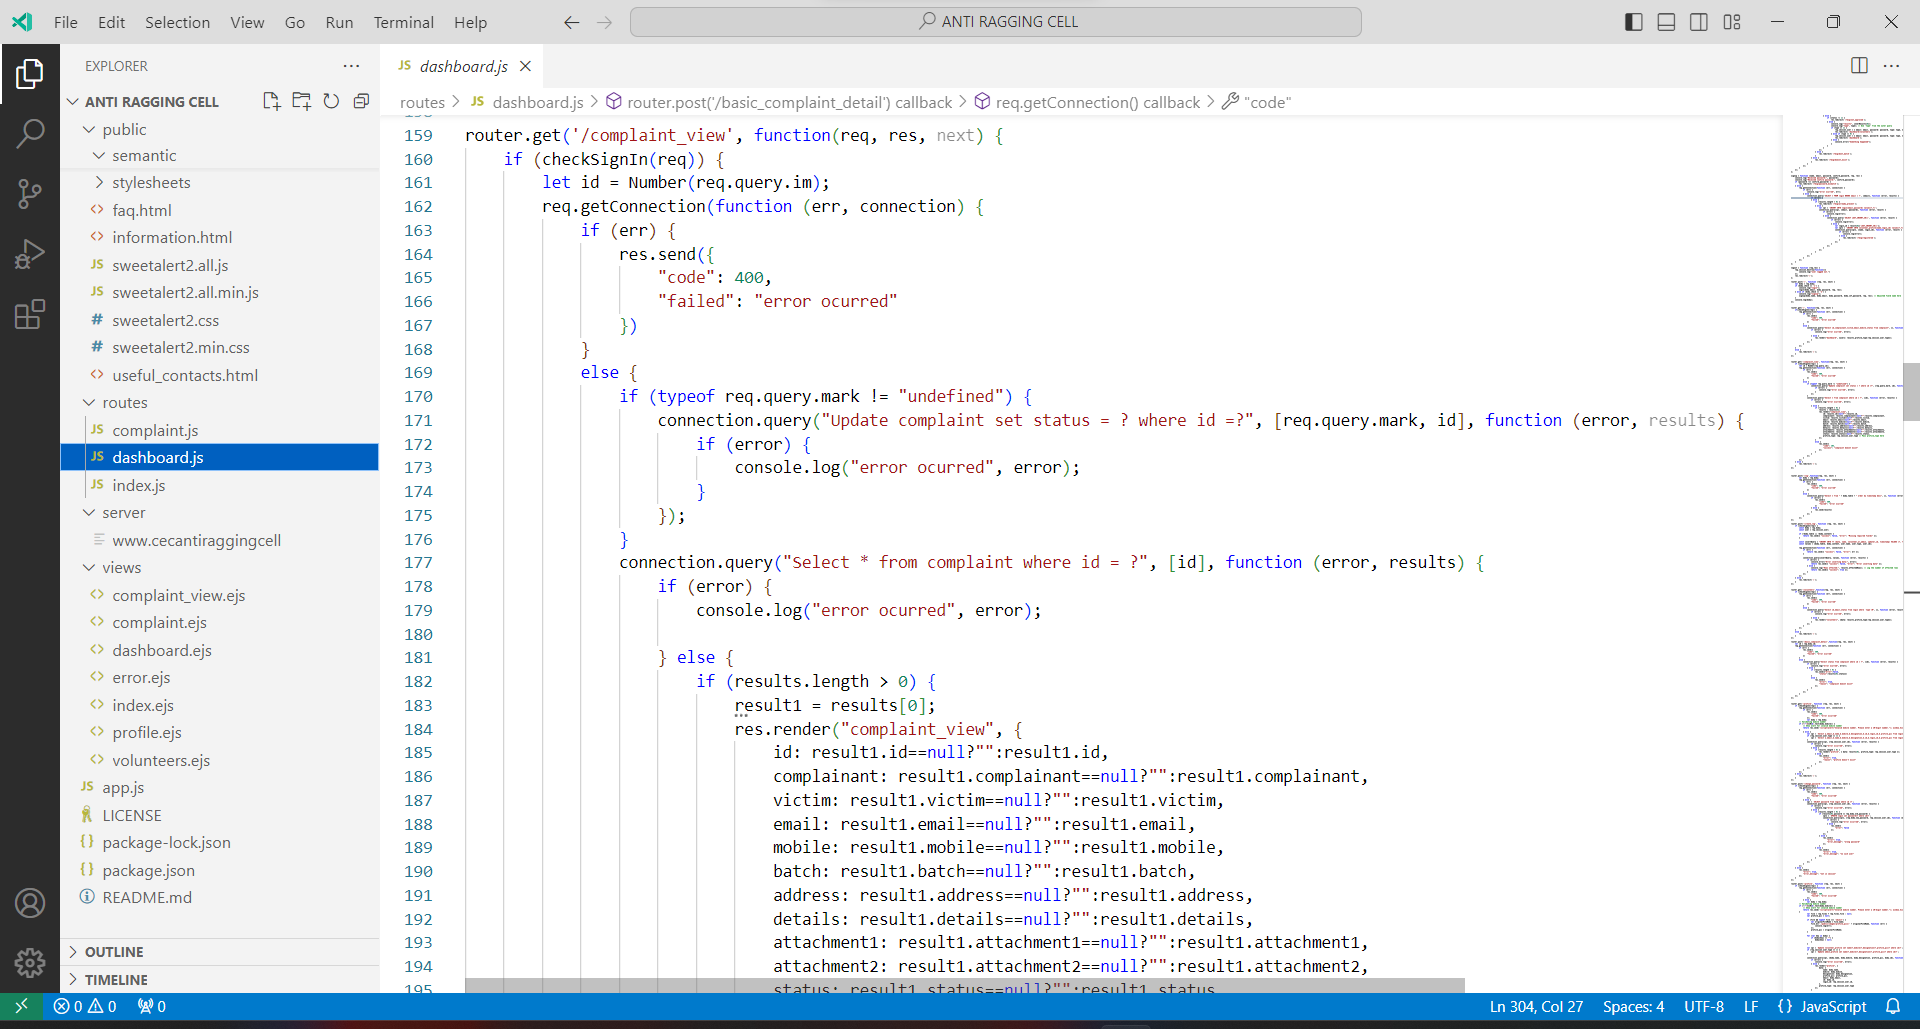 File Edit Selection View Go Run Terminal Help
ANTI RAGGING CELL
EXPLORER
JS dashboard.js
ANTI RAGGING CELL
routes > JS dashboard.js > router.post('/basic_complaint_detail') callback > req.getConnection() callback > "code"
public
semantic
stylesheets
faq.html
information.html
JS sweetalert2.all.js
JS sweetalert2.all.min.js
# sweetalert2.css
# sweetalert2.min.css
useful_contacts.html
routes
JS complaint.js
JS dashboard.js
JS index.js
server
www.cecantiraggingcell
views
complaint_view.ejs
complaint.ejs
dashboard.ejs
error.ejs
index.ejs
profile.ejs
volunteers.ejs
JS app.js
LICENSE
{} package-lock.json
{} package.json
README.md
OUTLINE
TIMELINE
159 router.get('/complaint_view', function(req, res, next) {
160 if (checkSignIn(req)) {
161 let id = Number(req.query.im);
162 req.getConnection(function (err, connection) {
163 if (err) {
164 res.send({
165 "code": 400,
166 "failed": "error ocurred"
167 })
168 }
169 else {
170 if (typeof req.query.mark != "undefined") {
171 connection.query("Update complaint set status = ? where id =?", [req.query.mark, id], function (error, results) {
172 if (error) {
173 console.log("error ocurred", error);
174 }
175 });
176 }
177 connection.query("Select * from complaint where id = ?", [id], function (error, results) {
178 if (error) {
179 console.log("error ocurred", error);
180
181 } else {
182 if (results.length > 0) {
183 result1 = results[0];
184 res.render("complaint_view", {
185 id: result1.id==null?"":result1.id,
186 complainant: result1.complainant==null?"":result1.complainant,
187 victim: result1.victim==null?"":result1.victim,
188 email: result1.email==null?"":result1.email,
189 mobile: result1.mobile==null?"":result1.mobile,
190 batch: result1.batch==null?"":result1.batch,
191 address: result1.address==null?"":result1.address,
192 details: result1.details==null?"":result1.details,
193 attachment1: result1.attachment1==null?"":result1.attachment1,
194 attachment2: result1.attachment2==null?"":result1.attachment2,
195 status: result1.status==null?"":result1.status
0 0 0 Ln 304, Col 27 Spaces: 4 UTF-8 LF {} JavaScript